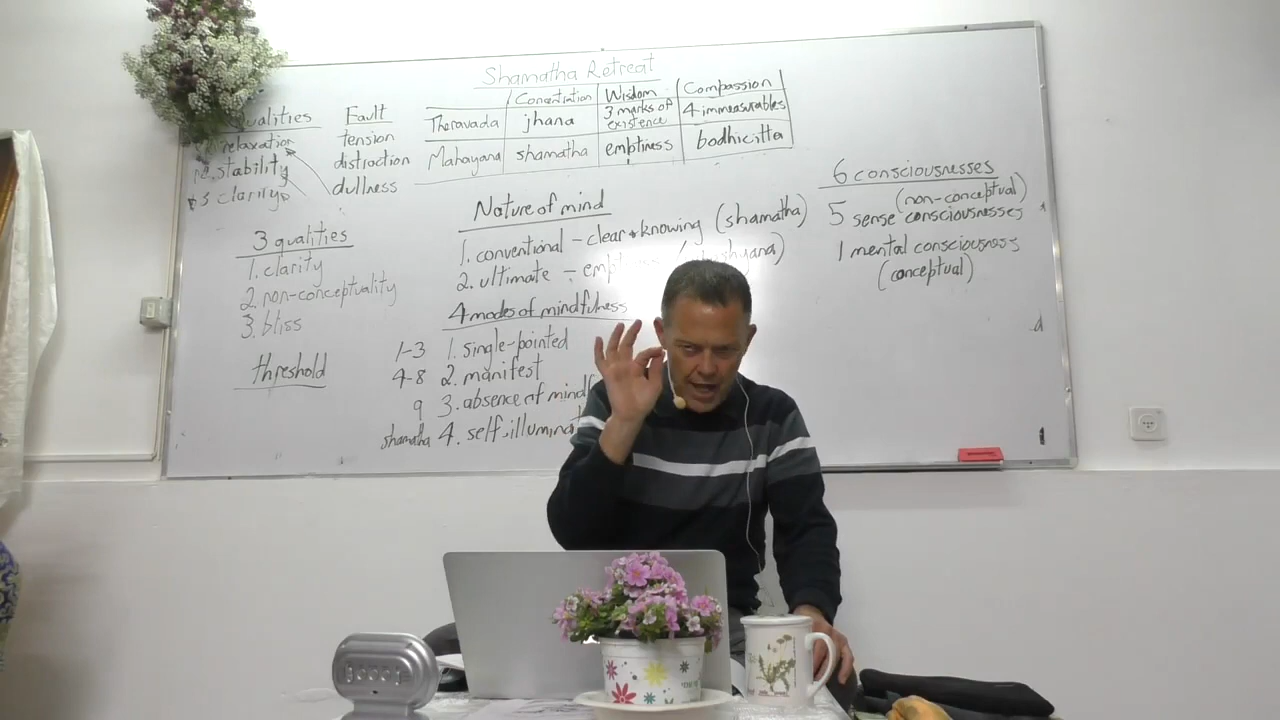 Shamatha Retreat
Qualities Fault
relaxation tension
2. stability distraction
3 clarity dullness
Concentration Wisdom Compassion
Theravada jhana 3 marks of existence 4 immeasurables
Mahayana shamatha emptiness bodhicitta
3 qualities
1. clarity
2. non-conceptuality
3. bliss
threshold
Nature of mind
1. conventional – clear + knowing (shamatha)
2. ultimate –
4 modes of mindfulness
1-3 1. single-pointed
4-8 2. manifest
9 3. absence of mindf
shamatha 4. self-illuminat
6 consciousnesses
(non-conceptual)
5 sense consciousnesses
1 mental consciousness
(conceptual)